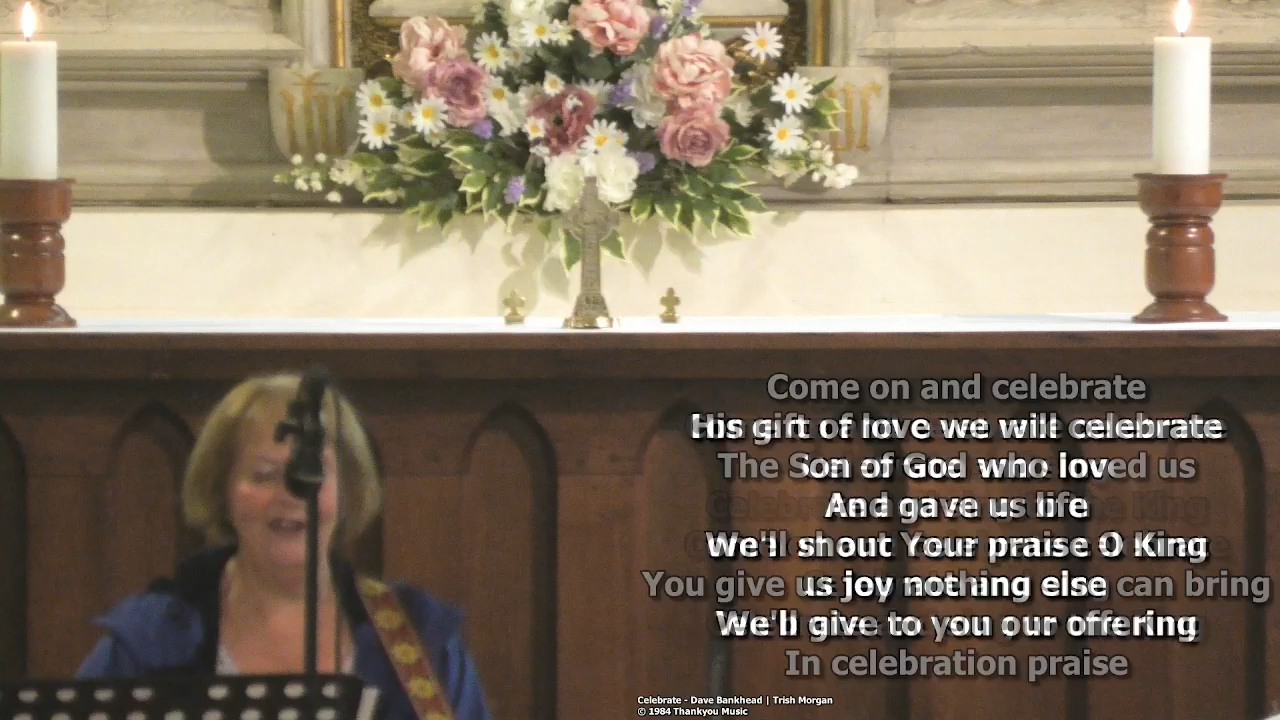 Come on and celebrate
His gift of love we will celebrate
The Son of God who loved us
And gave us life
We'll shout Your praise O King
You give us joy nothing else can bring
We'll give to you our offering
In celebration praise
Celebrate - Dave Bankhead | Trish Morgan
© 1984 Thankyou Music